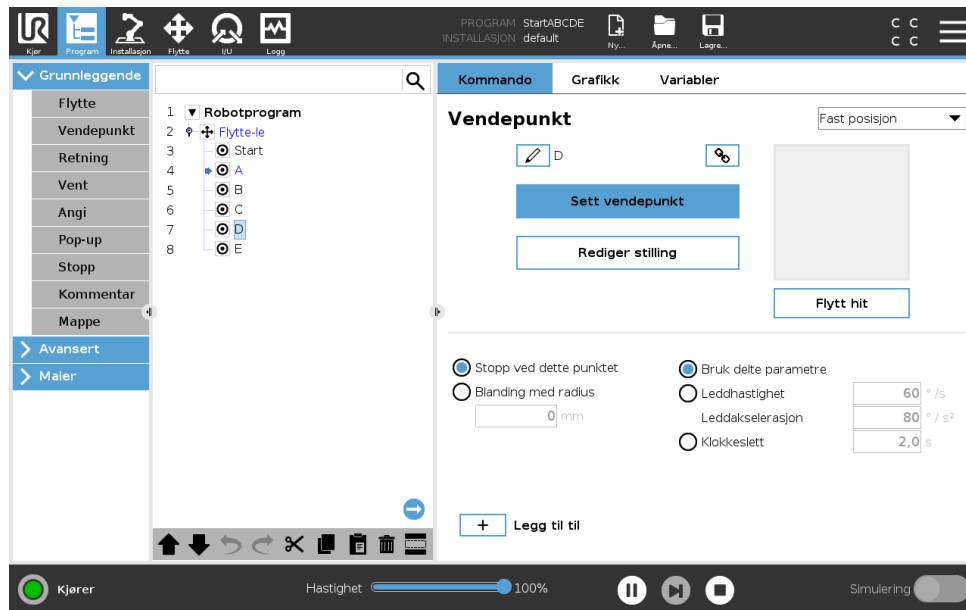 UR
Kjør
Program
Installasjon
Flytte
I/U
Logg
PROGRAM StartABCDE
INSTALLASJON default
Ny...
Åpne...
Lagre...
C C
C C
Grunnleggende
Flytte
Vendepunkt
Retning
Vent
Angi
Pop-up
Stopp
Kommentar
Mappe
Avansert
Maler
1 Robotprogram
2 Flytte-le
3 Start
4 A
5 B
6 C
7 D
8 E
Kommando Grafikk Variabler
Vendepunkt
Fast posisjon
D
Sett vendepunkt
Rediger stilling
Flytt hit
Stopp ved dette punktet
Blanding med radius
0 mm
Bruk delte parametre
Leddhastighet 60 ° /s
Leddakselerasjon 80 ° / s²
Klokkeslett 2,0 s
+ Legg til til
Kjører
Hastighet 100%
Simulering